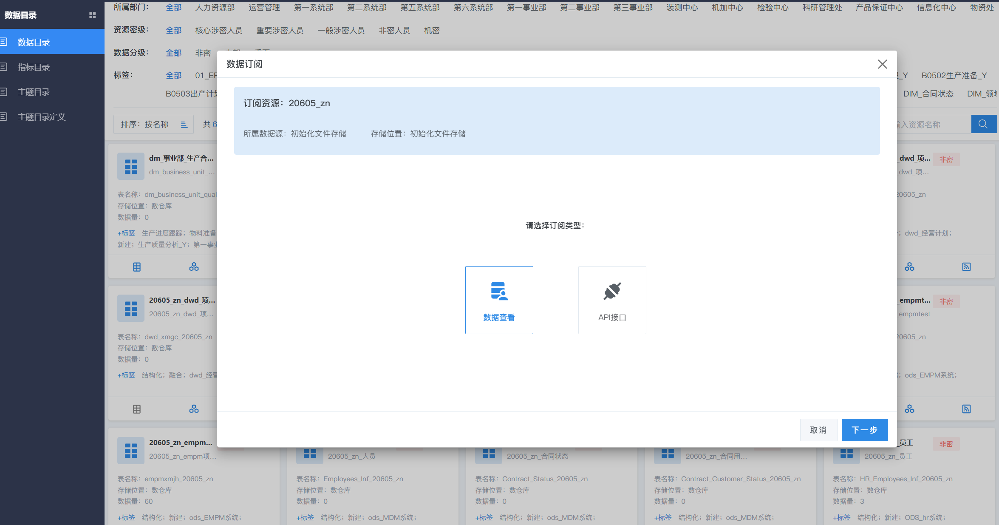 数据目录
数据目录
指标目录
主题目录
主题目录定义
所属部门： 全部 人力资源部 运营管理 第一系统部 第二系统部 第五系统部 第六系统部 第一事业部 第二事业部 第三事业部 装测中心 机加中心 检验中心 科研管理处 产品保证中心 信息化中心 物资处
资源密级： 全部 核心涉密人员 重要涉密人员 一般涉密人员 非密人员 机密
数据分级： 全部 非密
标签： 全部 01_EF _Y B0502生产准备_Y
B0503出产计 DIM_合同状态 DIM_领
排序：按名称 共 6 输入资源名称
数据订阅
订阅资源：20605_zn
所属数据源：初始化文件存储 存储位置：初始化文件存储
请选择订阅类型：
数据查看 API接口
取消 下一步
dm_事业部_生产合...
dm_business_unit_...
表名称：dm_business_unit_qual
存储位置：数仓库
数据量：0
+标签 生产进度跟踪；物料准备
新建；生产质量分析_Y；第一事业
_dwd_项... 非密
_dwd_项...
20605_zn
；dwd_经营计划；
20605_zn_dwd_项...
20605_zn_dwd_项...
表名称：dwd_xmgc_20605_zn
存储位置：数仓库
数据量：0
+标签 结构化；融合；dwd_经营
_empmt... 非密
_empmtest
20605_zn
；ods_EMPM系统；
20605_zn_empm...
20605_zn_empm项...
表名称：empmxmjh_20605_zn
存储位置：数仓库
数据量：60
+标签 结构化；新建；ods_EMPM系统；
20605_zn_人员
表名称：Employees_Inf_20605_zn
存储位置：数仓库
数据量：0
+标签 结构化；新建；ods_MDM系统；
20605_zn_合同状态
表名称：Contract_Status_20605_zn
存储位置：数仓库
数据量：0
+标签 结构化；新建；ods_MDM系统；
20605_zn_合同用...
表名称：Contract_Customer_Status_20605_zn
存储位置：数仓库
数据量：0
+标签 结构化；新建；ods_MDM系统；
_员工 非密
20605_zn_员工
表名称：HR_Employees_Inf_20605_zn
存储位置：数仓库
数据量：3
+标签 结构化；新建；ODS_hr系统；